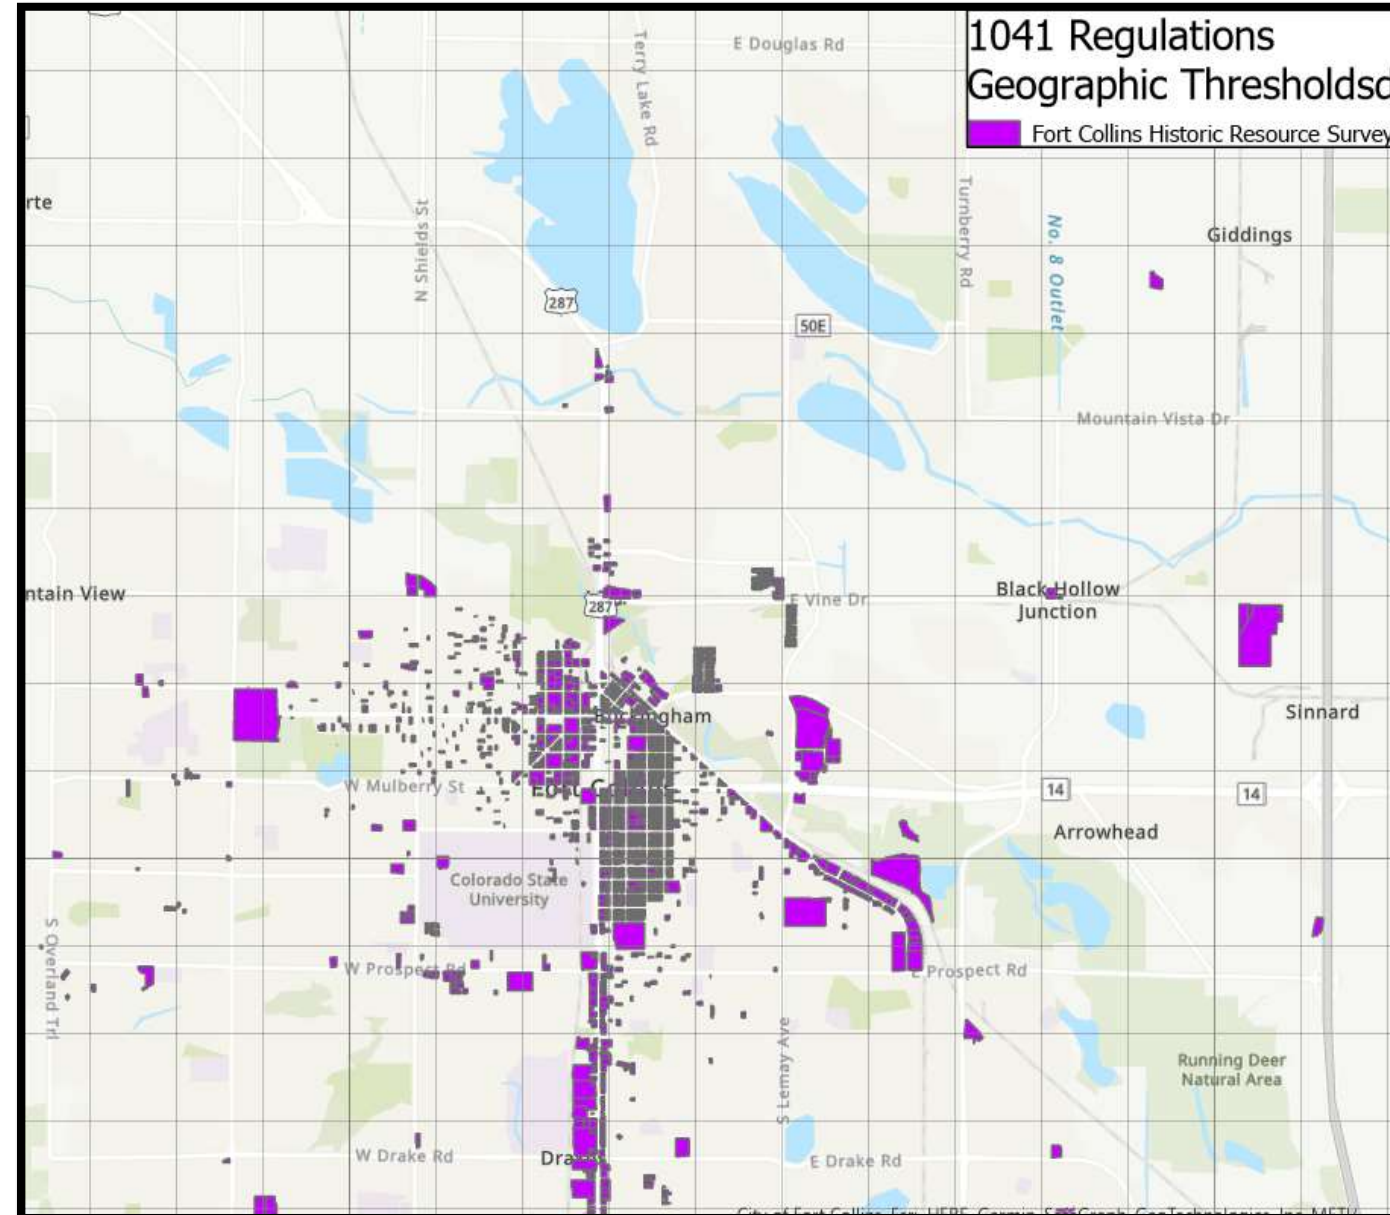 1041 Regulations
Geographic Thresholdsd
Fort Collins Historic Resource Survey
E Douglas Rd
Terry Lake Rd
rte
N Shields St
Turnberry Rd
No. 8 Outlet
Giddings
287
50E
Mountain Vista Dr
ntain View
287
E Vine Dr
Black Hollow
Junction
Sinnard
W Mulberry St
14
14
Arrowhead
Colorado State
University
S Overland Trl
W Prospect Rd
E Prospect Rd
S Lemay Ave
Running Deer
Natural Area
W Drake Rd
E Drake Rd